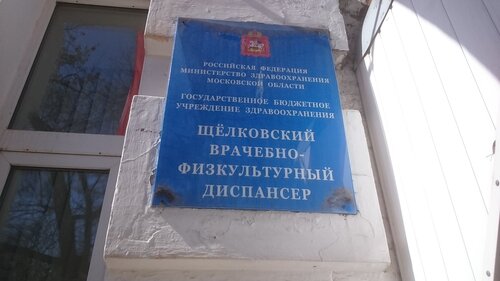 РОССИЙСКАЯ ФЕДЕРАЦИЯ
МИНИСТЕРСТВО ЗДРАВООХРАНЕНИЯ
МОСКОВСКОЙ ОБЛАСТИ
ГОСУДАРСТВЕННОЕ БЮДЖЕТНОЕ
УЧРЕЖДЕНИЕ ЗДРАВООХРАНЕНИЯ
ЩЁЛКОВСКИЙ
ВРАЧЕБНО-
ФИЗКУЛЬТУРНЫЙ
ДИСПАНСЕР